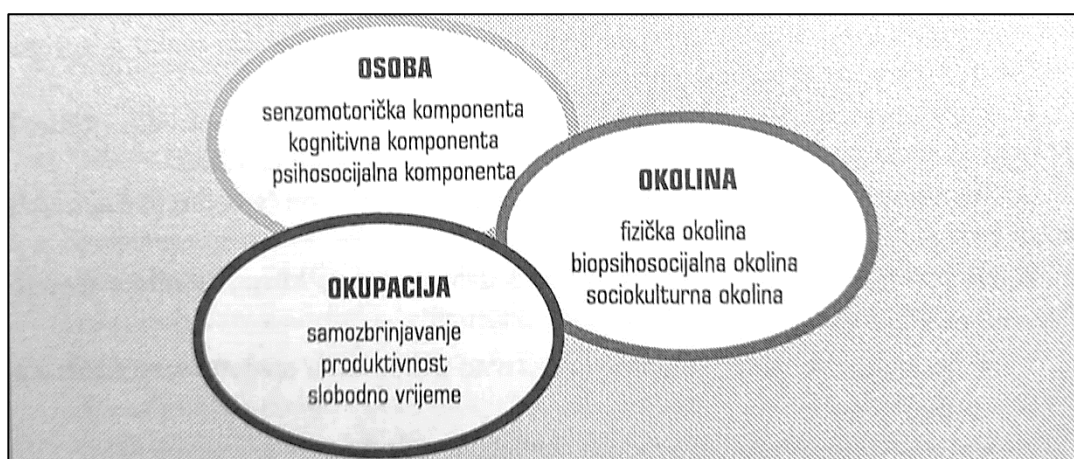 OSOBA
senzomotorička komponenta
kognitivna komponenta
psihosocijalna komponenta
OKOLINA
fizička okolina
biopsihosocijalna okolina
sociokulturna okolina
OKUPACIJA
samozbrinjavanje
produktivnost
slobodno vrijeme